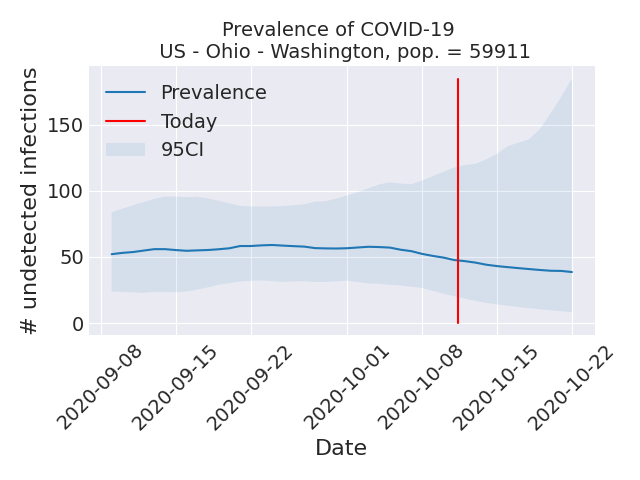 Prevalence of COVID-19
US - Ohio - Washington, pop. = 59911
Prevalence
Today
95CI
# undetected infections
150
100
50
0
2020-09-08
2020-09-15
2020-09-22
2020-10-01
2020-10-08
2020-10-15
2020-10-22
Date